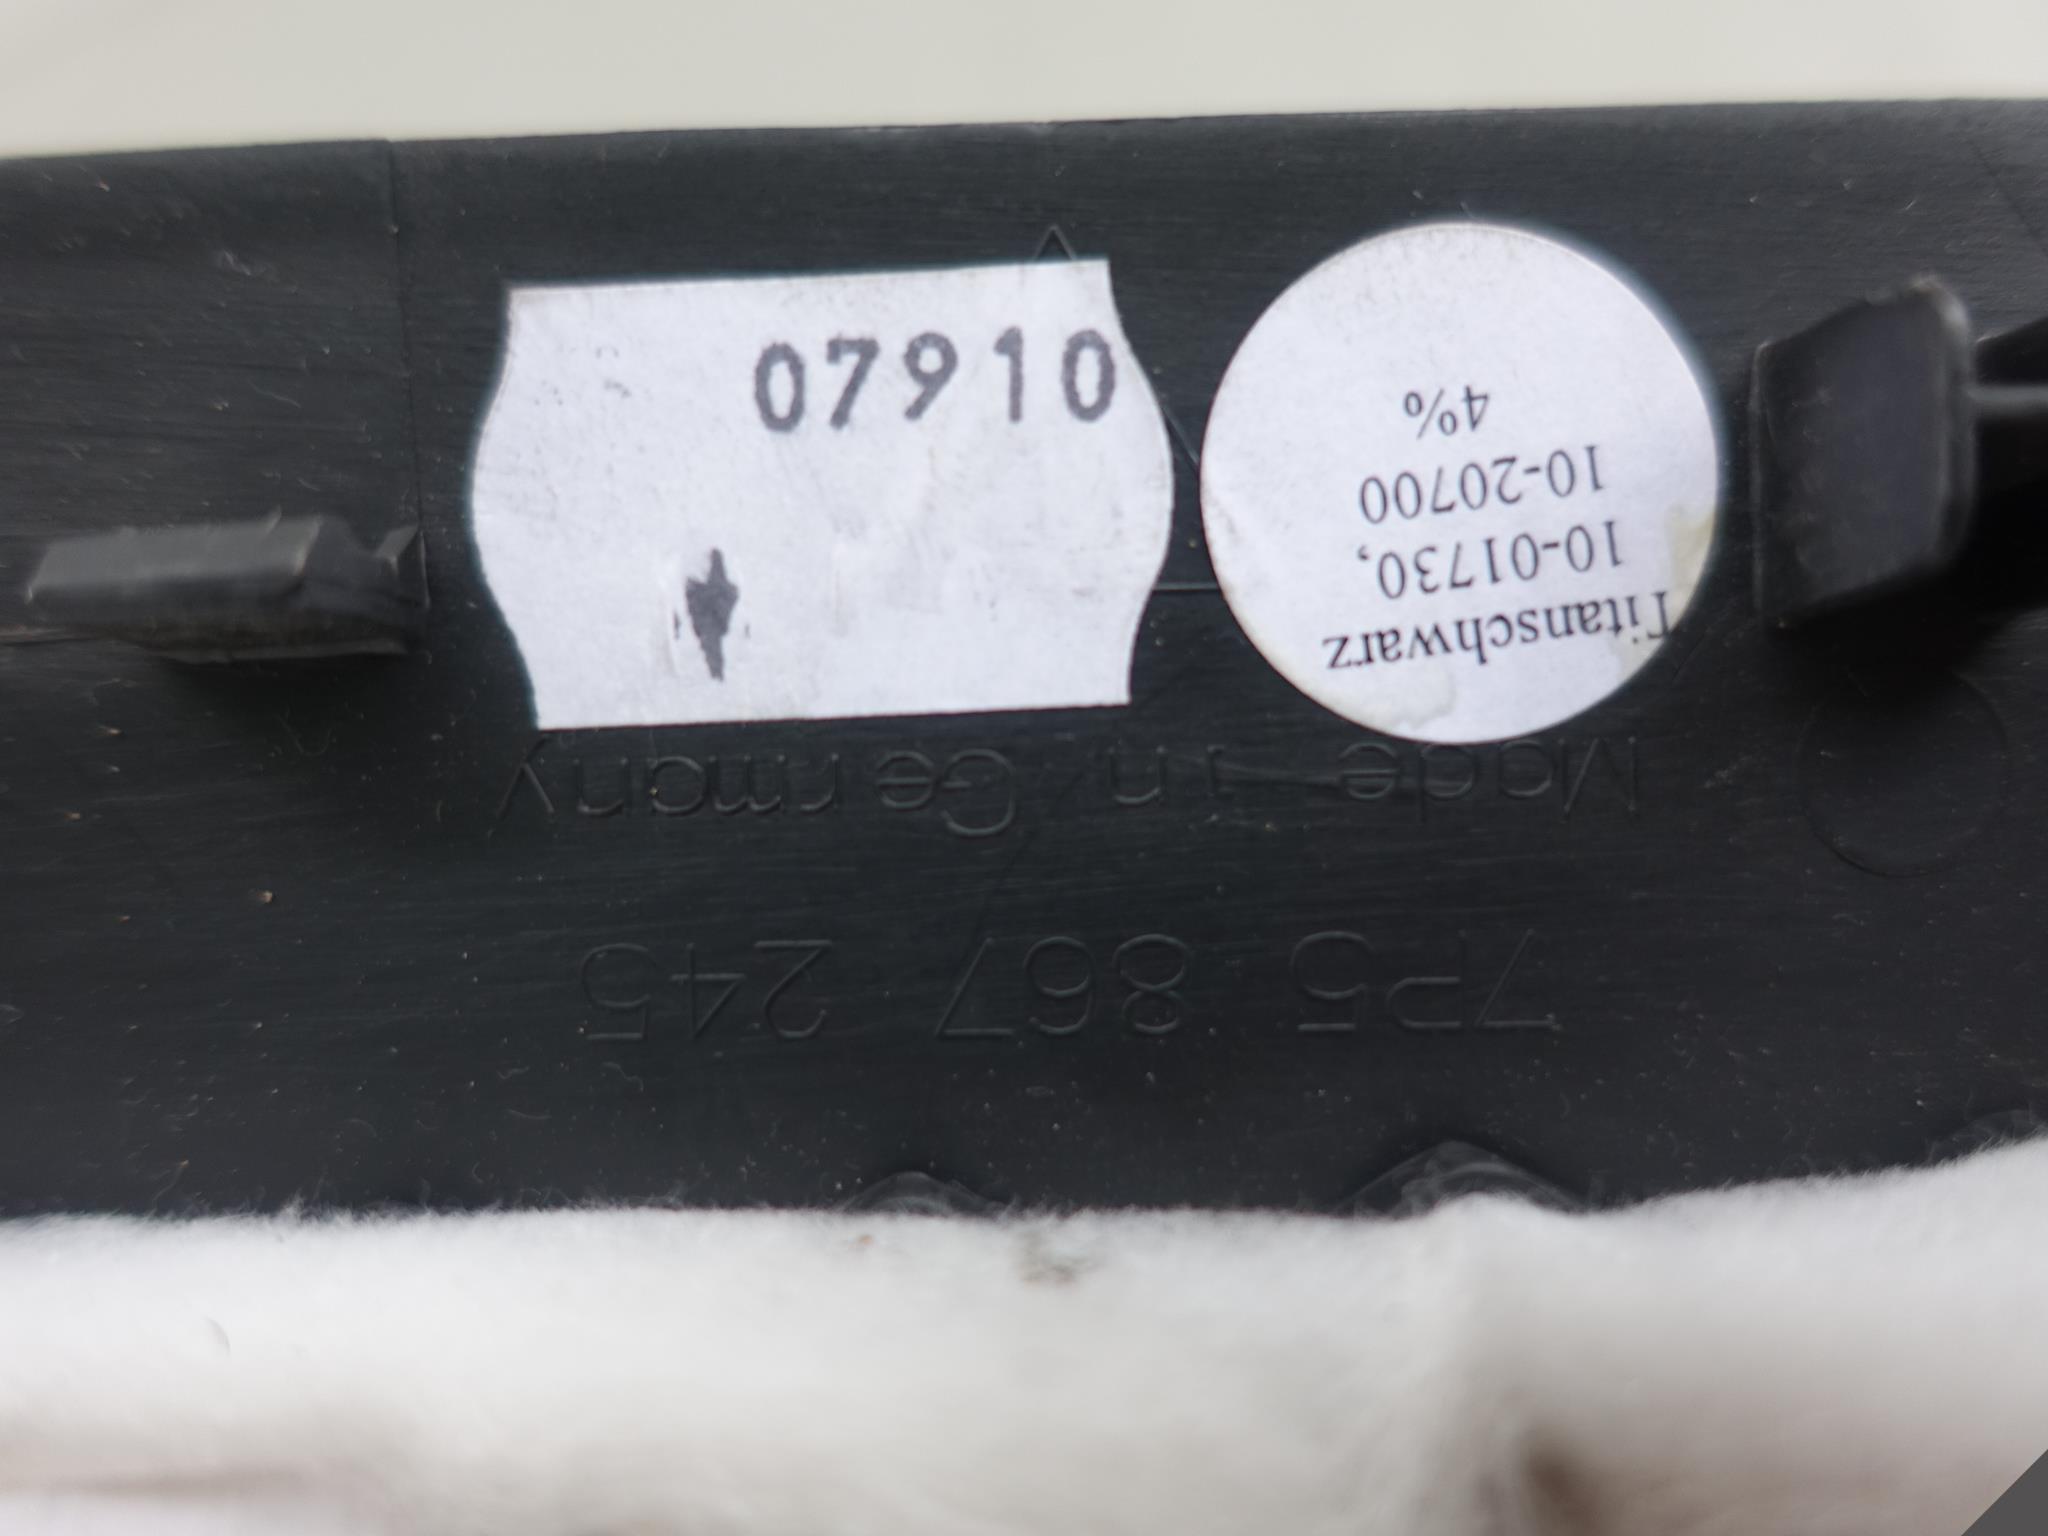 07910
Titanschwarz
10-01730,
10-20700
4%
Made in Germany
7P5 867 245